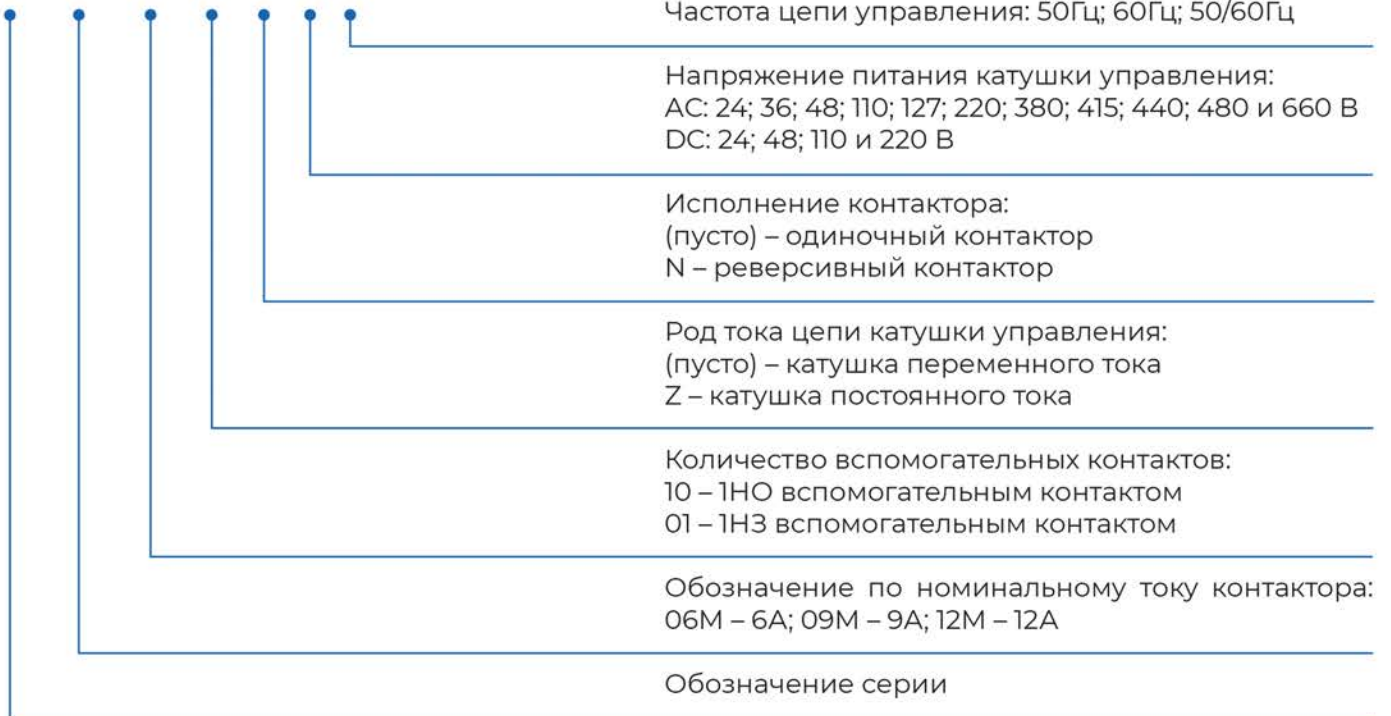 Частота цепи управления: 50Гц; 60Гц; 50/60Гц
Напряжение питания катушки управления:
AC: 24; 36; 48; 110; 127; 220; 380; 415; 440; 480 и 660 В
DC: 24; 48; 110 и 220 В
Исполнение контактора:
(пусто) – одиночный контактор
N – реверсивный контактор
Род тока цепи катушки управления:
(пусто) – катушка переменного тока
Z – катушка постоянного тока
Количество вспомогательных контактов:
10 – 1НО вспомогательным контактом
01 – 1НЗ вспомогательным контактом
Обозначение по номинальному току контактора:
06М – 6А; 09М – 9А; 12М – 12А
Обозначение серии